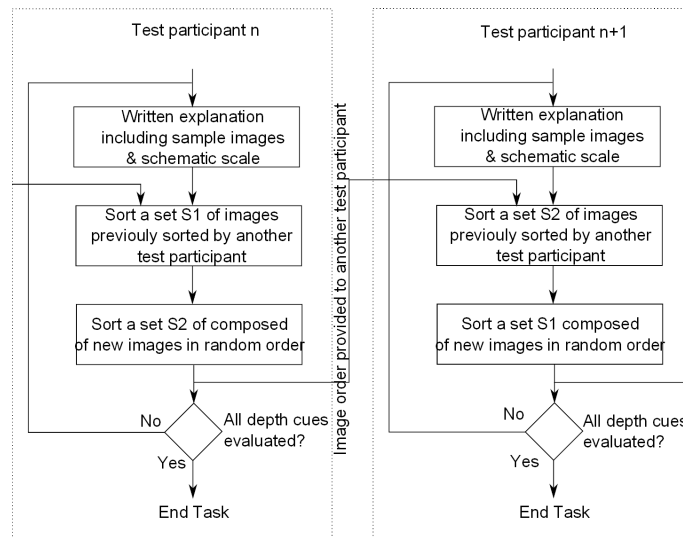 Test participant n
Written explanation
including sample images
& schematic scale
Sort a set S1 of images
previouly sorted by another
test participant
Sort a set S2 of composed
of new images in random order
No
All depth cues
evaluated?
Yes
End Task
Image order provided to another test participant
Test participant n+1
Written explanation
including sample images
& schematic scale
Sort a set S2 of images
previouly sorted by another
test participant
Sort a set S1 composed
of new images in random order
No
All depth cues
evaluated?
Yes
End Task